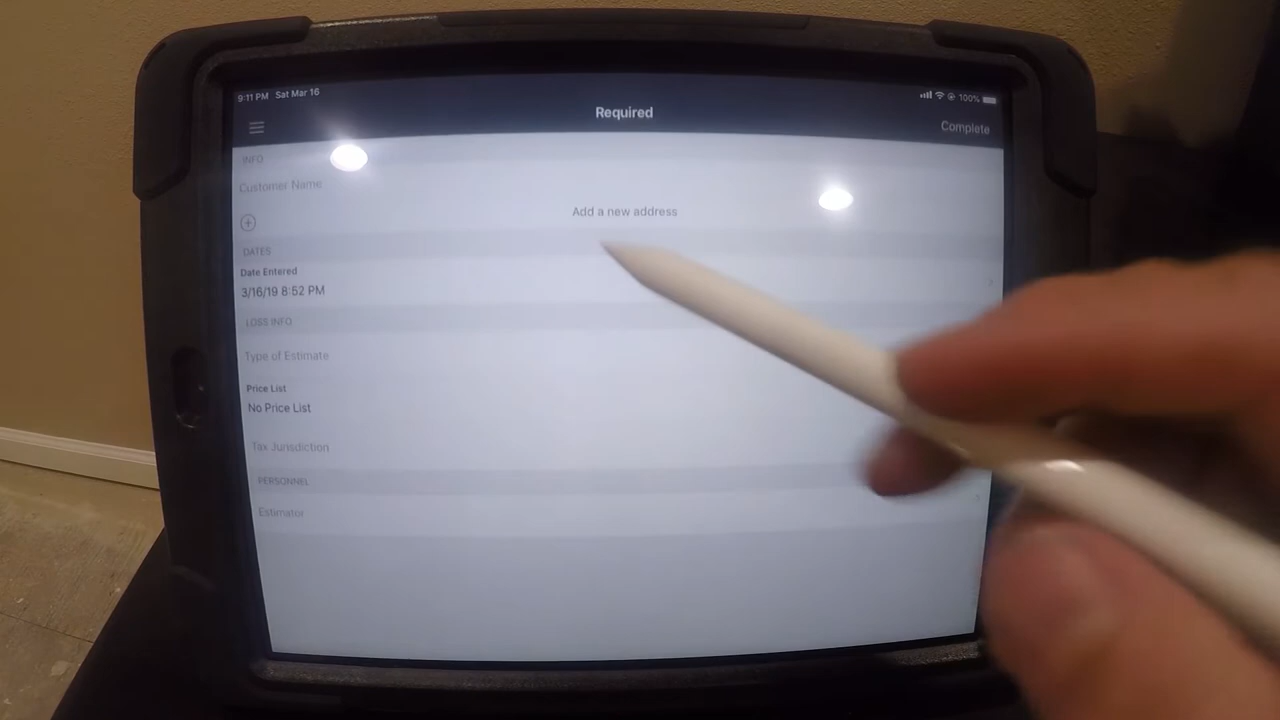 9:11 PM Sat Mar 16
100%
Required
Complete
INFO
Customer Name
Add a new address
DATES
Date Entered
3/16/19 8:52 PM
LOSS INFO
Type of Estimate
Price List
No Price List
Tax Jurisdiction
PERSONNEL
Estimator